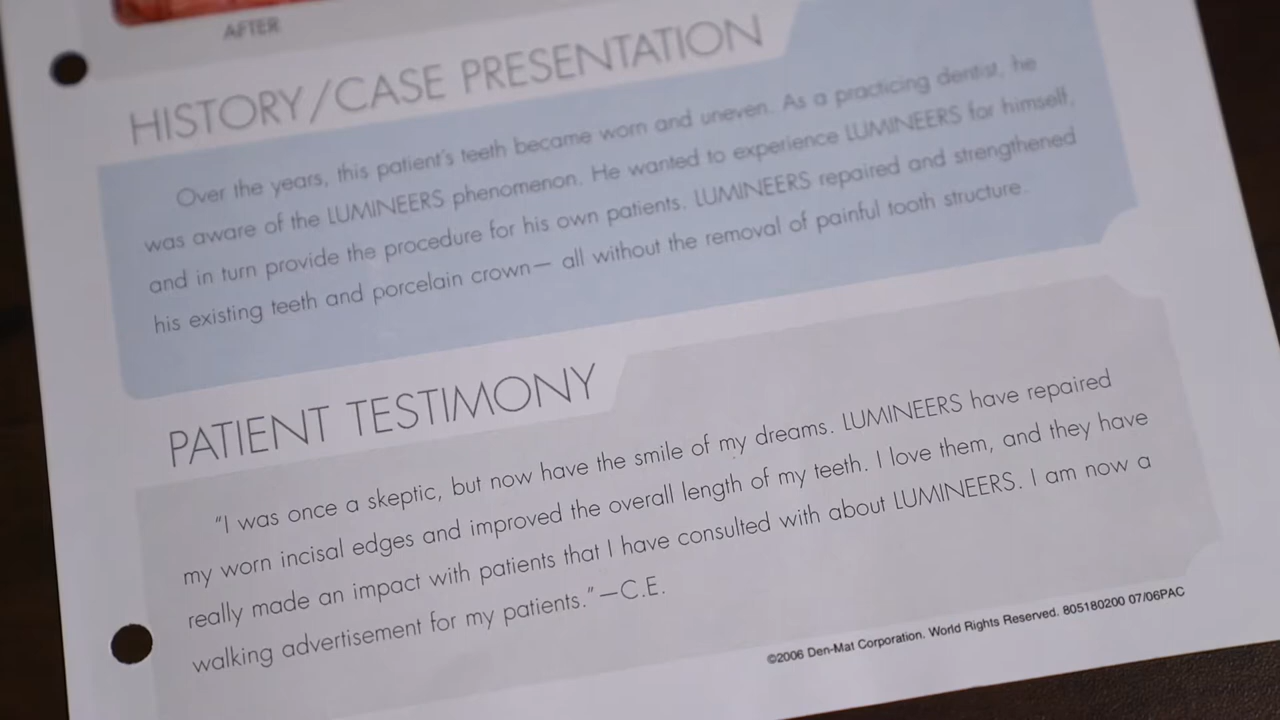 AFTER
HISTORY/CASE PRESENTATION
Over the years, this patient's teeth became worn and uneven. As a practicing dentist, he
was aware of the LUMINEERS phenomenon. He wanted to experience LUMINEERS for himself,
and in turn provide the procedure for his own patients. LUMINEERS repaired and strengthened
his existing teeth and porcelain crown— all without the removal of painful tooth structure.
PATIENT TESTIMONY
"I was once a skeptic, but now have the smile of my dreams. LUMINEERS have repaired
my worn incisal edges and improved the overall length of my teeth. I love them, and they have
really made an impact with patients that I have consulted with about LUMINEERS. I am now a
walking advertisement for my patients." —C.E.
©2006 Den-Mat Corporation. World Rights Reserved. 805180200 07/06PAC